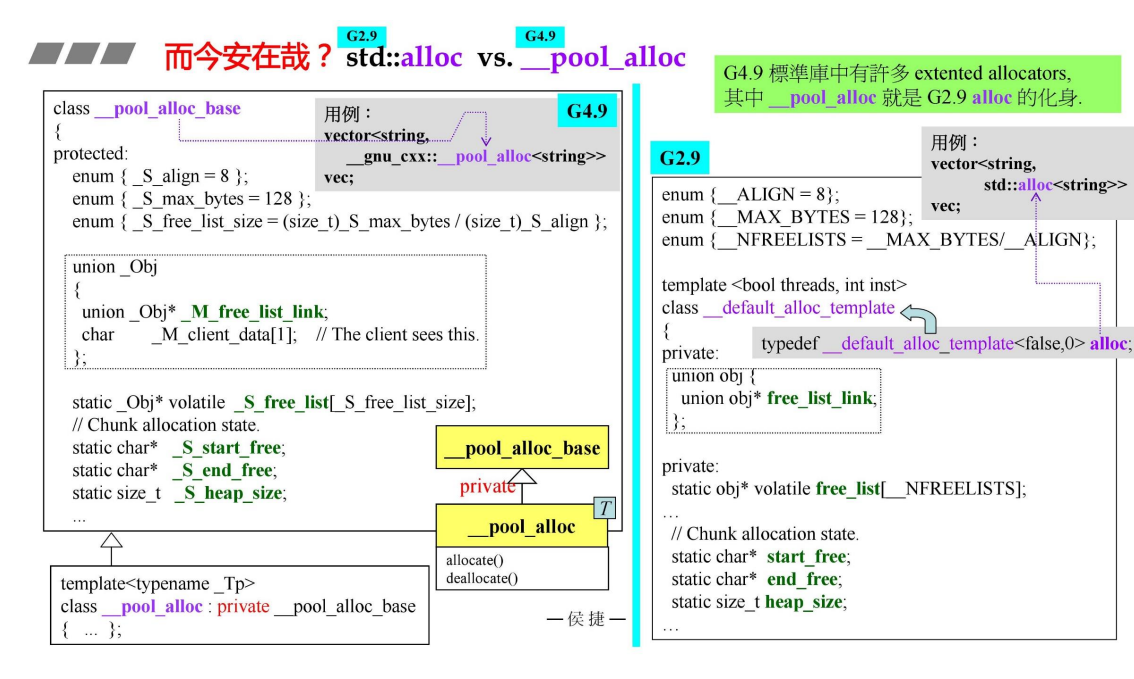 G2.9 G4.9
而今安在哉？std::alloc vs. __pool_alloc
G4.9 標準庫中有許多 extented allocators,
其中 __pool_alloc 就是 G2.9 alloc 的化身.
G4.9
class __pool_alloc_base
{
protected:
enum { _S_align = 8 };
enum { _S_max_bytes = 128 };
enum { _S_free_list_size = (size_t)_S_max_bytes / (size_t)_S_align };
用例：
vector<string,
__gnu_cxx::__pool_alloc<string>>
vec;
union _Obj
{
union _Obj* _M_free_list_link;
char _M_client_data[1]; // The client sees this.
};
static _Obj* volatile _S_free_list[_S_free_list_size];
// Chunk allocation state.
static char* _S_start_free;
static char* _S_end_free;
static size_t _S_heap_size;
...
template<typename _Tp>
class __pool_alloc : private __pool_alloc_base
{ ... };
__pool_alloc_base
private
T
__pool_alloc
allocate()
deallocate()
—侯捷—
G2.9
用例：
vector<string,
std::alloc<string>>
vec;
enum {__ALIGN = 8};
enum {__MAX_BYTES = 128};
enum {__NFREELISTS = __MAX_BYTES/__ALIGN};
template <bool threads, int inst>
class __default_alloc_template
{
typedef __default_alloc_template<false,0> alloc;
private:
union obj {
union obj* free_list_link;
};
private:
static obj* volatile free_list[__NFREELISTS];
...
// Chunk allocation state.
static char* start_free;
static char* end_free;
static size_t heap_size;
...